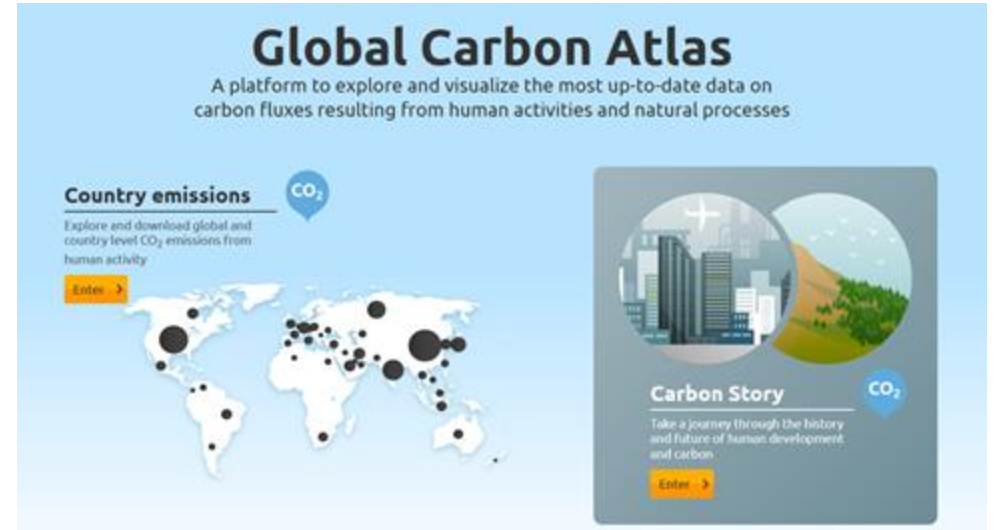 Global Carbon Atlas
A platform to explore and visualize the most up-to-date data on
carbon fluxes resulting from human activities and natural processes
Country emissions
CO₂
Explore and download global and
country level CO₂ emissions from
human activity
Enter
Carbon Story
CO₂
Take a journey through the history
and future of human development
and carbon
Enter